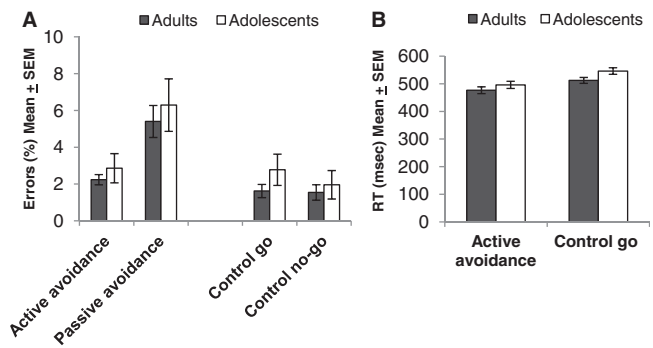 A
Adults
Adolescents
Errors (%) Mean ± SEM
10
8
6
4
2
0
Active avoidance
Passive avoidance
Control go
Control no-go
B
Adults
Adolescents
RT (msec) Mean ± SEM
600
500
400
300
200
100
0
Active
avoidance
Control go